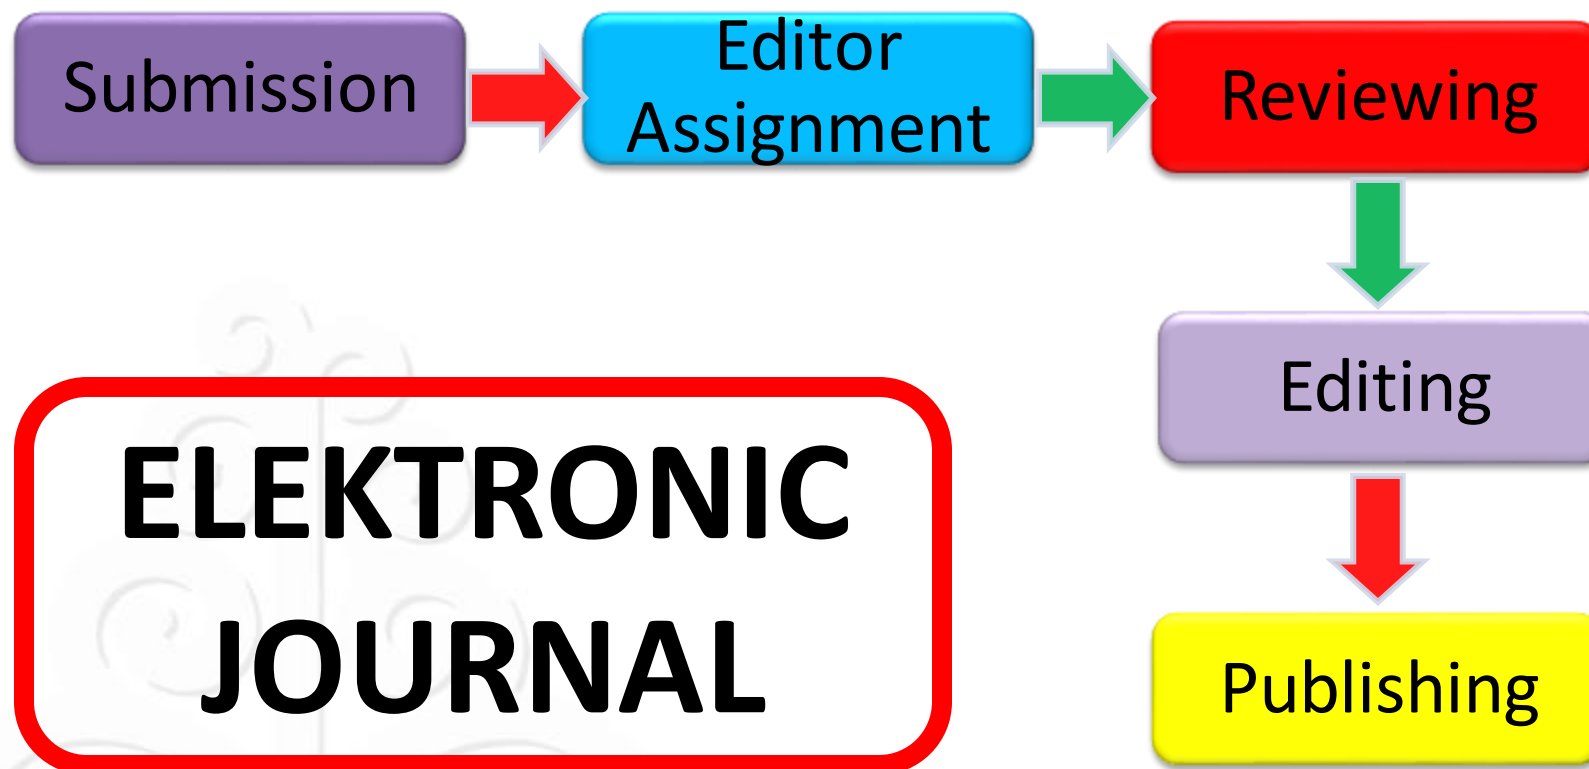 Submission
Editor
Assignment
Reviewing
Editing
Publishing
ELEKTRONIC
JOURNAL